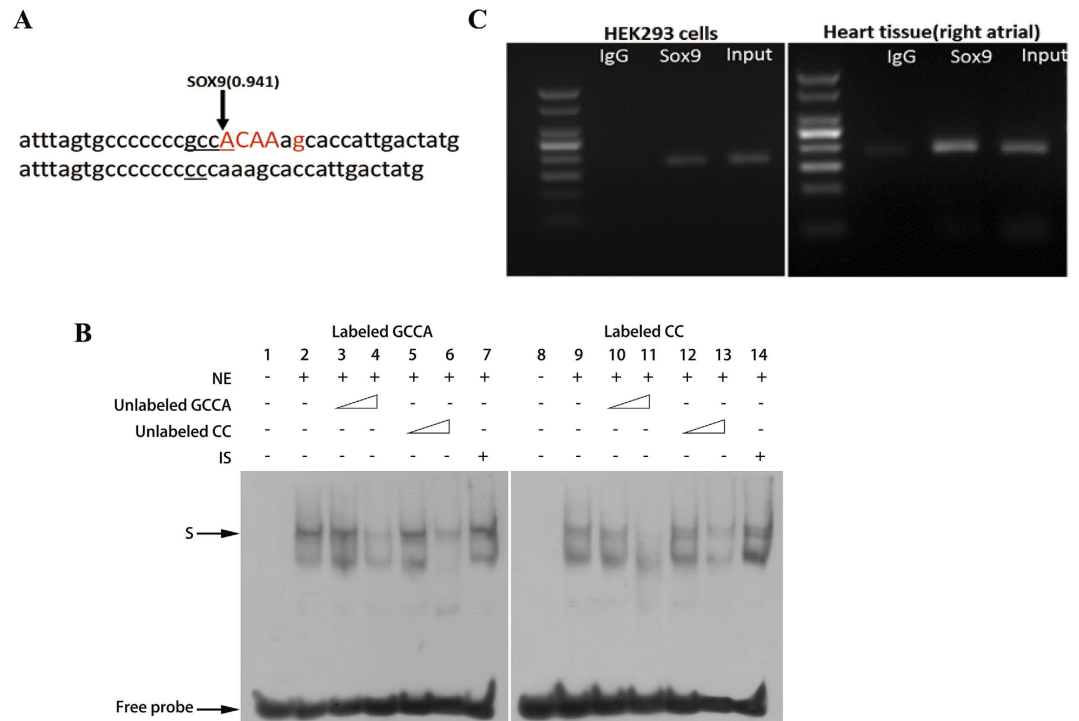 A
SOX9(0.941)
atttagtgcccccccgccACAAagcaccattgactatg
atttagtgcccccccccaaagcaccattgactatg
C
HEK293 cells
IgG Sox9 Input
Heart tissue(right atrial)
IgG Sox9 Input
B
Labeled GCCA Labeled CC
1 2 3 4 5 6 7 8 9 10 11 12 13 14
NE - + + + + + + - + + + + + +
Unlabeled GCCA - - - - - - - - - -
Unlabeled CC - - - - - - - - - -
IS - - - - - - + - - - - - - +
S
Free probe